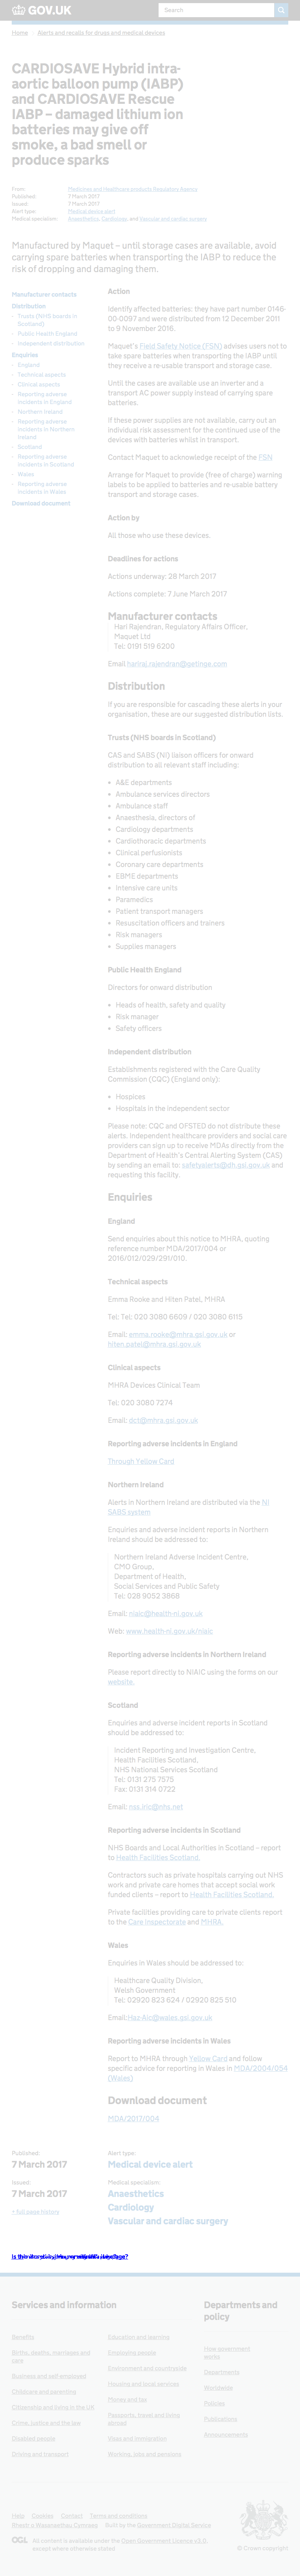 GOV.UK
Search
Home
Alerts and recalls for drugs and medical devices
CARDIOSAVE Hybrid intra-
aortic balloon pump (IABP)
and CARDIOSAVE Rescue
IABP – damaged lithium ion
batteries may give off
smoke, a bad smell or
produce sparks
From: Medicines and Healthcare products Regulatory Agency
Published: 7 March 2017
Issued: 7 March 2017
Alert type: Medical device alert
Medical specialism: Anaesthetics, Cardiology, and Vascular and cardiac surgery
Manufactured by Maquet – until storage cases are available, avoid
carrying spare batteries when transporting the IABP to reduce the
risk of dropping and damaging them.
Manufacturer contacts
Distribution
Trusts (NHS boards in
Scotland)
Public Health England
Independent distribution
Enquiries
England
Technical aspects
Clinical aspects
Reporting adverse
incidents in England
Northern Ireland
Reporting adverse
incidents in Northern
Ireland
Scotland
Reporting adverse
incidents in Scotland
Wales
Reporting adverse
incidents in Wales
Download document
Action
Identify affected batteries: they have part number 0146-
00-0097 and were distributed from 12 December 2011
to 9 November 2016.
Maquet's Field Safety Notice (FSN) advises users not to
take spare batteries when transporting the IABP until
they receive a hard storage case.
Until the cases are available use an invertor or a
transport AC power supply as an additional means of
power supply if necessary.
If these power supplies are not available, carry out an
individual risk assessment on the continued use of the
devices with batteries whilst in transport.
Contact Maquet to acknowledge receipt of the FSN
Arrange for Maquet to provide (free of charge) warning
labels to be applied to the batteries and to re-label
battery transport and storage cases.
Action by
All those who use these devices.
Deadlines for actions
Actions underway: 28 March 2017
Actions complete: 7 June 2017
Manufacturer contacts
Hari Rajendran, Regulatory Affairs Officer,
Maquet Ltd
Tel: 0191 519 6200
Email hariraj.rajendran@getinge.com
Distribution
If you are responsible for cascading these alerts in your
organisation, these are our suggested distribution lists.
Trusts (NHS boards in Scotland)
CAS and SABS (NI) liaison officers for onward
distribution to all relevant staff including:
A&E departments
Ambulance services directors
Ambulance staff
Anaesthesia, directors of
Cardiology departments
Cardiothoracic departments
Clinical perfusionists
Coronary care departments
EBME departments
Intensive care units
Paramedics
Patient transport managers
Resuscitation officers and trainers
Risk managers
Supplies managers
Public Health England
Directors for onward distribution
Heads of health, safety and quality
Risk manager
Safety officers
Independent distribution
Establishments registered with the Care Quality
Commission (CQC) (England only):
Hospices
Hospitals in the independent sector
Please note: CQC and OFSTED do not distribute these
alerts. Independent healthcare providers and social care
providers can sign up to receive MDAs directly from the
Department of Health's Central Alerting System (CAS)
by sending an email to: safetyalerts@dh.gsi.gov.uk and
requesting this facility.
Enquiries
England
Send enquiries about this notice to MHRA, quoting
reference number MDA/2017/004 or
2016/012/029/291/010
Technical aspects
Emma Rooke and Hiten Patel, MHRA
Tel: Tel: 020 3080 6609 / 020 3080 6115
Email: emma.rooke@mhra.gsi.gov.uk or
hiten.patel@mhra.gsi.gov.uk
Clinical aspects
MHRA Devices Clinical Team
Tel: 020 3080 7274
Email: dct@mhra.gsi.gov.uk
Reporting adverse incidents in England
Through Yellow Card
Northern Ireland
Alerts in Northern Ireland are distributed via the NI
SABS system
Enquiries and adverse incident reports in Northern
Ireland should be addressed to:
Northern Ireland Adverse Incident Centre,
CMO Group,
Department of Health,
Social Services and Public Safety
Tel: 028 9052 3868
Email: niaic@health-ni.gov.uk
Web: www.health-ni.gov.uk/niaic
Reporting adverse incidents in Northern Ireland
Please report directly to NIAIC using the forms on our
website.
Scotland
Enquiries and adverse incident reports in Scotland
should be addressed to:
Incident Reporting and Investigation Centre,
Health Facilities Scotland,
NHS National Services Scotland
Tel: 0131 275 7575
Fax: 0131 314 0722
Email: nss.iric@nhs.net
Reporting adverse incidents in Scotland
NHS Boards and Local Authorities in Scotland – report
to Health Facilities Scotland.
Contractors such as private hospitals carrying out NHS
work and private care homes that accept social work
funded clients – report to Health Facilities Scotland.
Private facilities providing care to private clients report
to the Care Inspectorate and MHRA.
Wales
Enquiries in Wales should be addressed to:
Healthcare Quality Division,
Welsh Government
Tel: 02920 823 624 / 02920 825 510
Email:Haz-Aic@wales.gsi.gov.uk
Reporting adverse incidents in Wales
Report to MHRA through Yellow Card and follow
specific advice for reporting in Wales in MDA/2004/054
(Wales)
Download document
MDA/2017/004
Published:
7 March 2017
Issued:
7 March 2017
+ full page history
Alert type:
Medical device alert
Medical specialism:
Anaesthetics
Cardiology
Vascular and cardiac surgery
Services and information
Benefits
Births, deaths, marriages and
care
Business and self-employed
Childcare and parenting
Citizenship and living in the UK
Crime, justice and the law
Disabled people
Driving and transport
Education and learning
Employing people
Environment and countryside
Housing and local services
Money and tax
Passports, travel and living
abroad
Visas and immigration
Working, jobs and pensions
Departments and
policy
How government
works
Departments
Worldwide
Policies
Publications
Announcements
Help Cookies Contact Terms and conditions
Rhestr o Wasanaethau Cymraeg Built by the Government Digital Service
OGL All content is available under the Open Government Licence v3.0,
except where otherwise stated
© Crown copyright